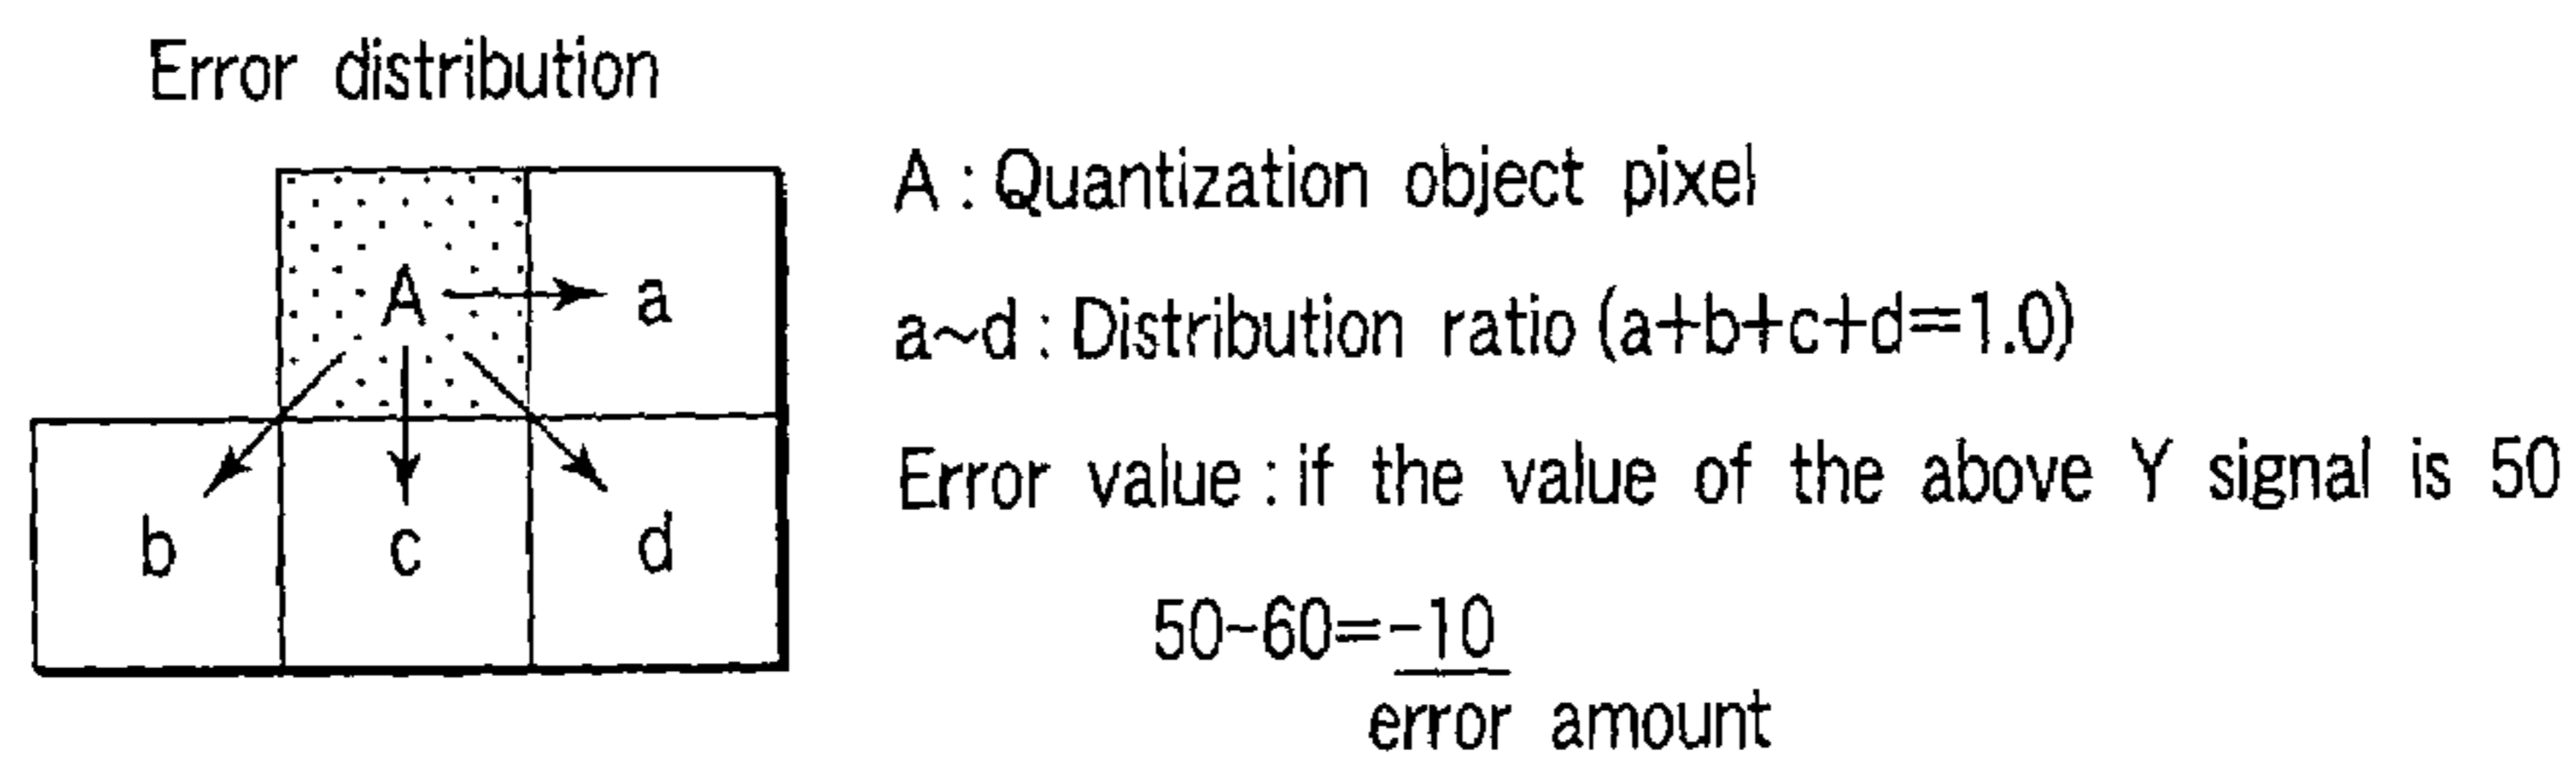 Error distribution
A : Quantization object pixel
A a
a~d : Distribution ratio (a+b+c+d=1.0)
Error value : if the value of the above Y signal is 50
b c d
50-60=-10
error amount